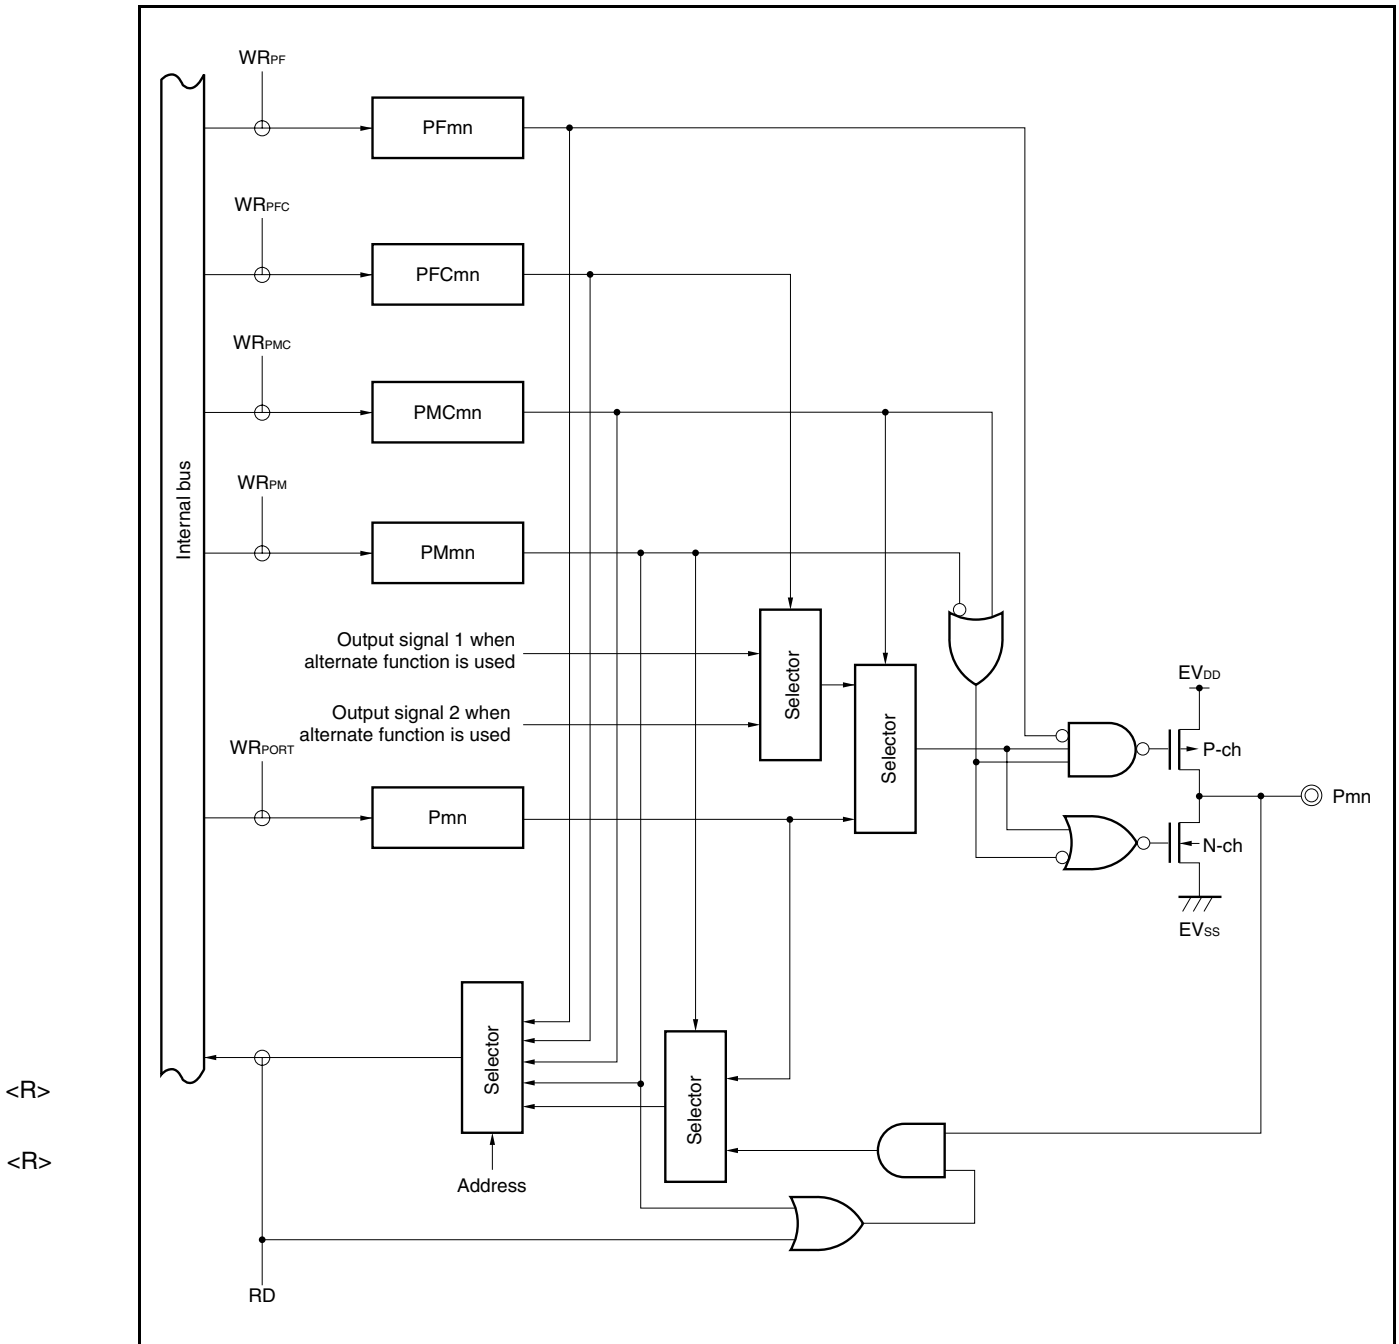 WRPF
PFmn
WRPFC
PFCmn
WRPMC
PMCmn
WRPM
PMmn
Internal bus
Output signal 1 when
alternate function is used
Output signal 2 when
alternate function is used
Selector
Selector
WRPORT
Pmn
EVDD
P-ch
Pmn
N-ch
EVSS
Selector
Selector
Address
RD
<R>
<R>